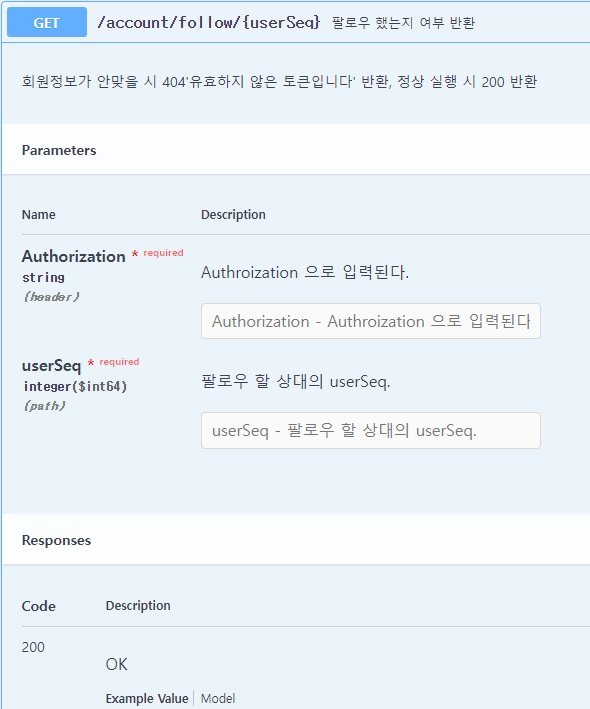 GET /account/follow/{userSeq} 팔로우 했는지 여부 반환
회원정보가 안맞을 시 404'유효하지 않은 토큰입니다' 반환, 정상 실행 시 200 반환
Parameters
Name Description
Authorization * required
string
(header)
Authroization 으로 입력된다.
Authorization - Authroization 으로 입력된다
userSeq * required
integer($int64)
(path)
팔로우 할 상대의 userSeq.
userSeq - 팔로우 할 상대의 userSeq.
Responses
Code Description
200
OK
Example Value Model